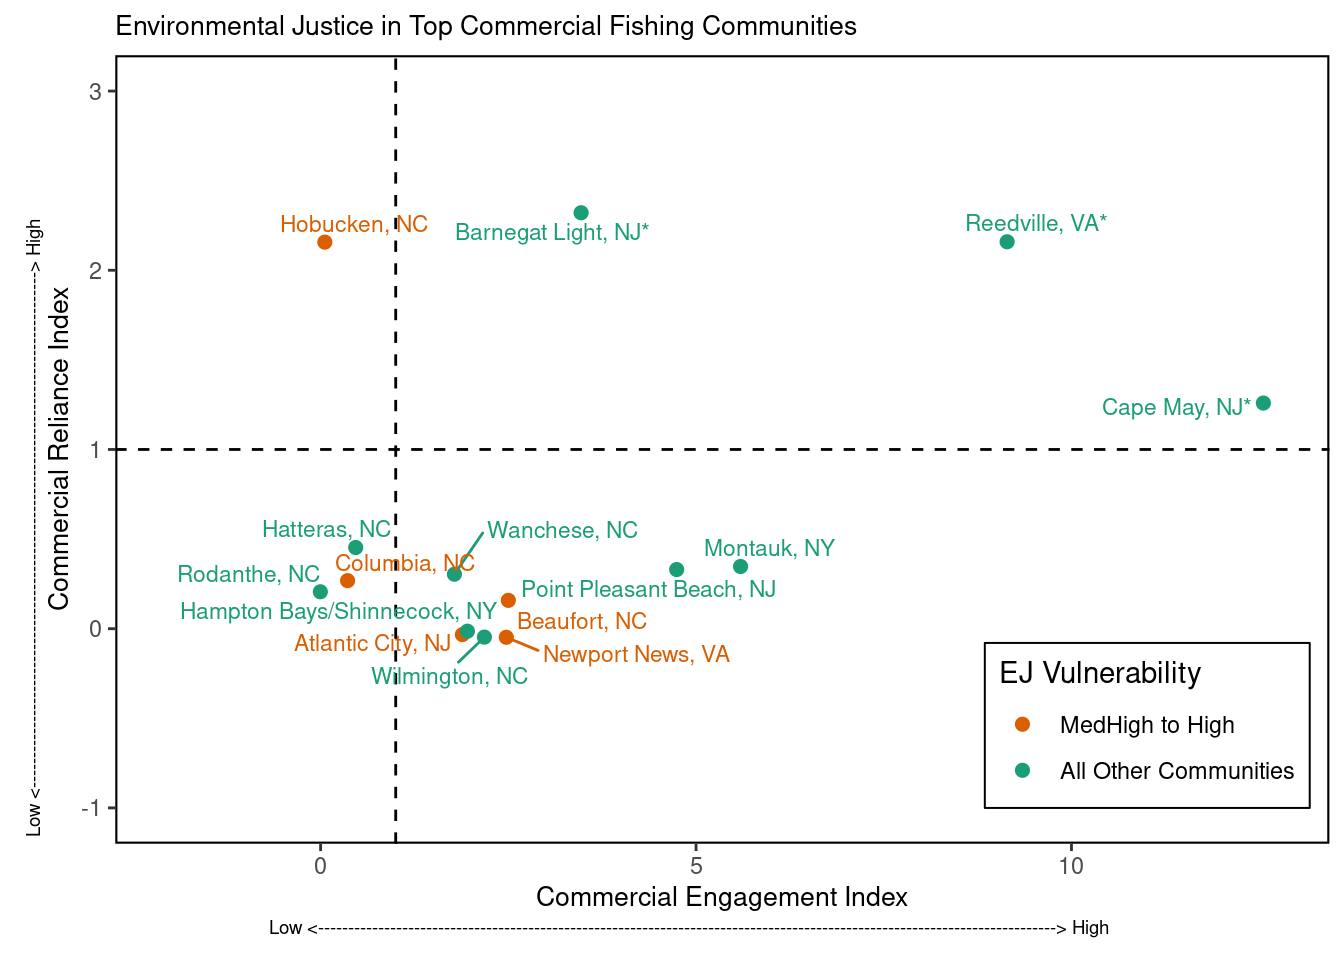 Environmental Justice in Top Commercial Fishing Communities
3
Hobucken, NC
Barnegat Light, NJ*
Reedville, VA*
2
Cape May, NJ*
1
Hatteras, NC
Wanchese, NC
Montauk, NY
Columbia, NC
Rodanthe, NC
Point Pleasant Beach, NJ
Hampton Bays/Shinnecock, NY
Beaufort, NC
0
Atlantic City, NJ
Newport News, VA
Wilmington, NC
-1
EJ Vulnerability
MedHigh to High
All Other Communities
Commercial Reliance Index
Low <--------------------------------------------------------------------------------------------> High
0 5 10
Commercial Engagement Index
Low <----------------------------------------------------------------------------------------------------------------------------> High